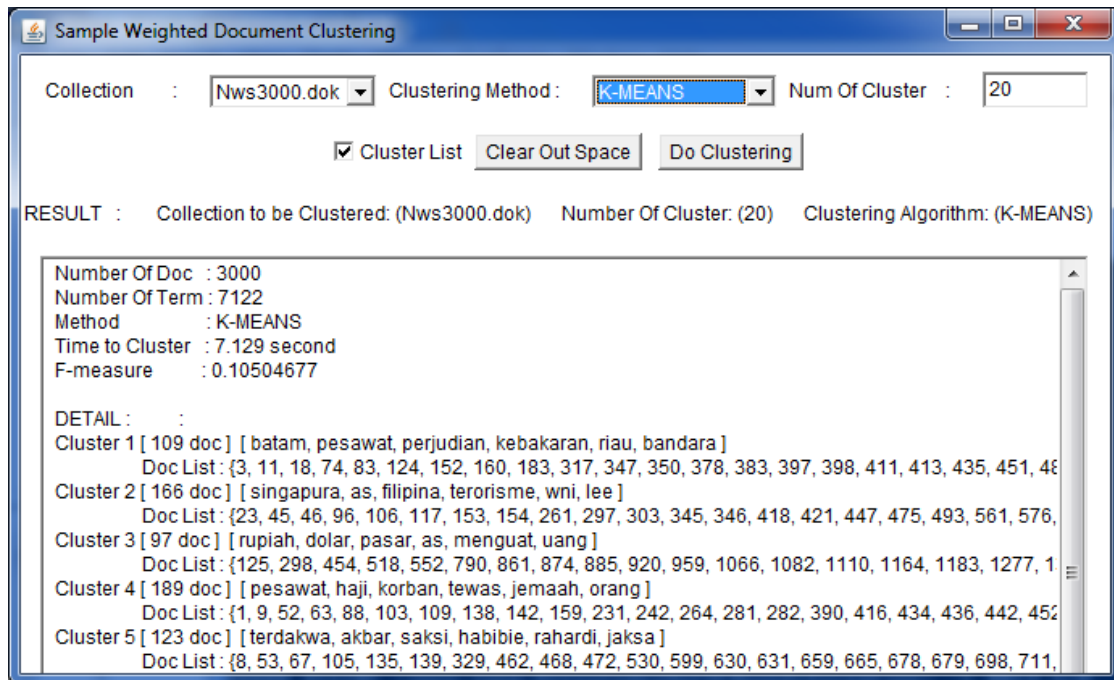 Sample Weighted Document Clustering
Collection : Nws3000.dok Clustering Method : K-MEANS Num Of Cluster : 20
Cluster List Clear Out Space Do Clustering
RESULT : Collection to be Clustered: (Nws3000.dok) Number Of Cluster: (20) Clustering Algorithm: (K-MEANS)
Number Of Doc : 3000
Number Of Term : 7122
Method : K-MEANS
Time to Cluster : 7.129 second
F-measure : 0.10504677
DETAIL : :
Cluster 1 [ 109 doc ] [ batam, pesawat, perjudian, kebakaran, riau, bandara ]
Doc List : {3, 11, 18, 74, 83, 124, 152, 160, 183, 317, 347, 350, 378, 383, 397, 398, 411, 413, 435, 451,
Cluster 2 [ 166 doc ] [ singapura, as, filipina, terorisme, wni, lee ]
Doc List : {23, 45, 46, 96, 106, 117, 153, 154, 261, 297, 303, 345, 346, 418, 421, 447, 475, 493, 561, 576,
Cluster 3 [ 97 doc ] [ rupiah, dolar, pasar, as, menguat, uang ]
Doc List : {125, 298, 454, 518, 552, 790, 861, 874, 885, 920, 959, 1066, 1082, 1110, 1164, 1183, 1277,
Cluster 4 [ 189 doc ] [ pesawat, haji, korban, tewas, jemaah, orang ]
Doc List : {1, 9, 52, 63, 88, 103, 109, 138, 142, 159, 231, 242, 264, 281, 282, 390, 416, 434, 436, 442, 452
Cluster 5 [ 123 doc ] [ terdakwa, akbar, saksi, habibie, rahardi, jaksa ]
Doc List : {8, 53, 67, 105, 135, 139, 329, 462, 468, 472, 530, 599, 630, 631, 659, 665, 678, 679, 698, 711,